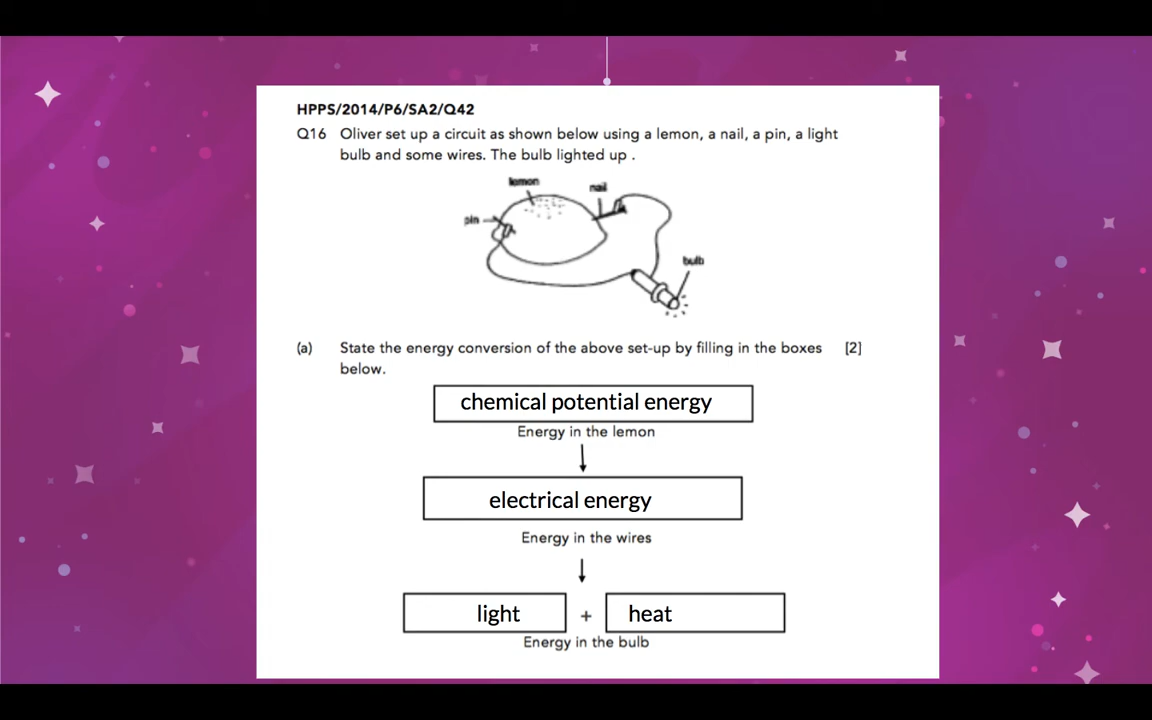 HPPS/2014/P6/SA2/Q42
Q16 Oliver set up a circuit as shown below using a lemon, a nail, a pin, a light
bulb and some wires. The bulb lighted up .
lemon
nail
pin
bulb
(a) State the energy conversion of the above set-up by filling in the boxes [2]
below.
chemical potential energy
Energy in the lemon
electrical energy
Energy in the wires
light + heat
Energy in the bulb